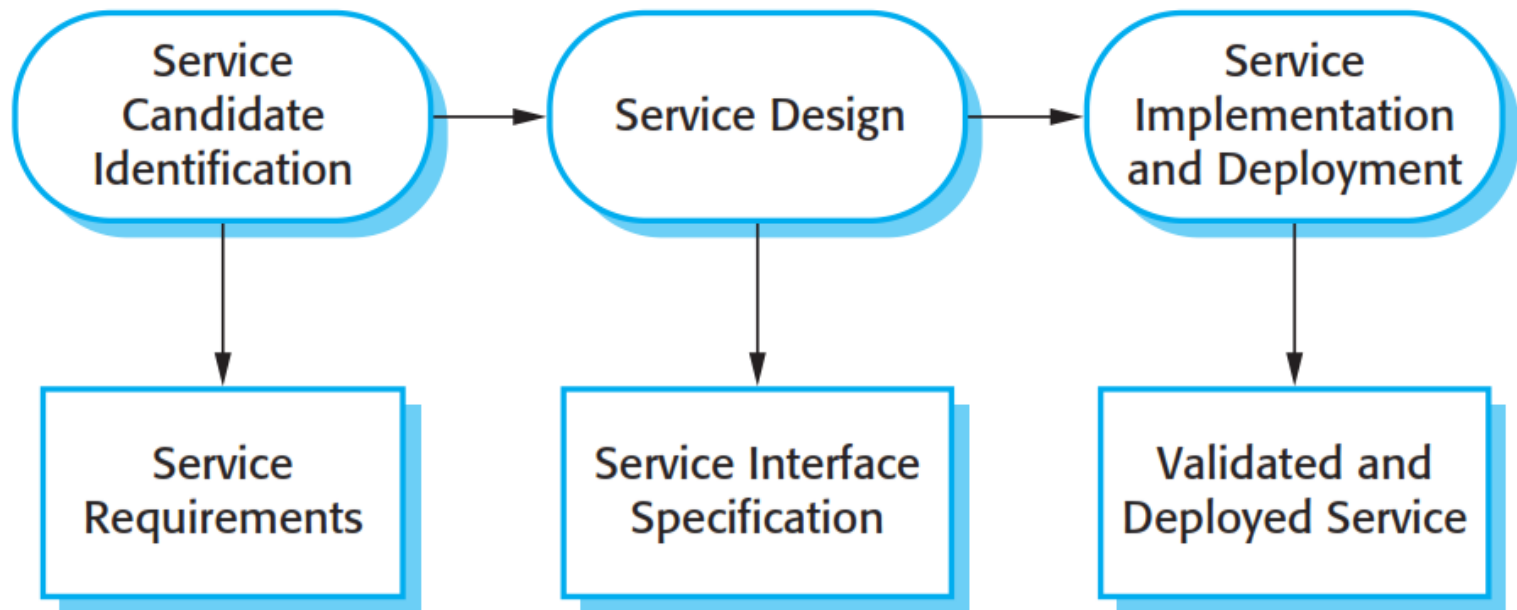 Service
Candidate
Identification
Service Design
Service
Implementation
and Deployment
Service
Requirements
Service Interface
Specification
Validated and
Deployed Service